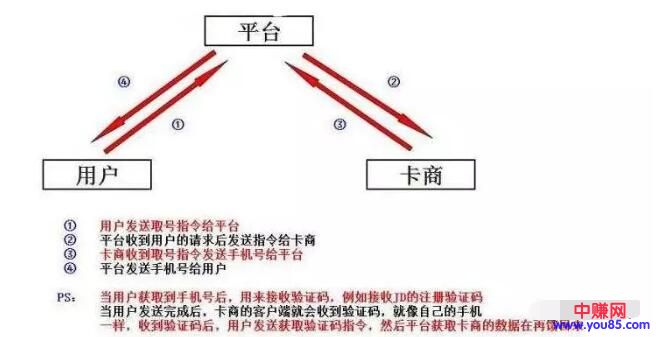 平台
④
②
①
③
用户
卡商
① 用户发送取号指令给平台
② 平台收到用户的请求后发送指令给卡商
③ 卡商收到取号指令发送手机号给平台
④ 平台发送手机号给用户
PS: 当用户获取到手机号后，用来接收验证码，例如接收JD的注册验证码
当用户发送完成后，卡商的客户端就会收到验证码，就像自己的手机
一样，收到验证码后，用户发送获取验证码指令，然后平台获取卡商的数据在再
中赚网
www.you85.com